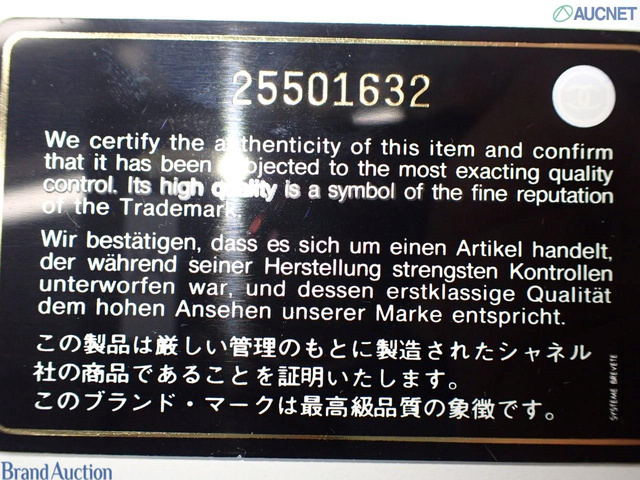 AUCNET
25501632
We certify the authenticity of this item and confirm
that it has been subjected to the most exacting quality
control. Its high quality is a symbol of the fine reputation
of the Trademark.
Wir bestätigen, dass es sich um einen Artikel handelt,
der während seiner Herstellung strengsten Kontrollen
unterworfen war, und dessen erstklassige Qualität
dem hohen Ansehen unserer Marke entspricht.
この製品は厳しい管理のもとに製造されたシャネル
社の商品であることを証明いたします。
このブランド・マークは最高級品質の象徴です。
SYSTEME BREVETE
Brand Auction